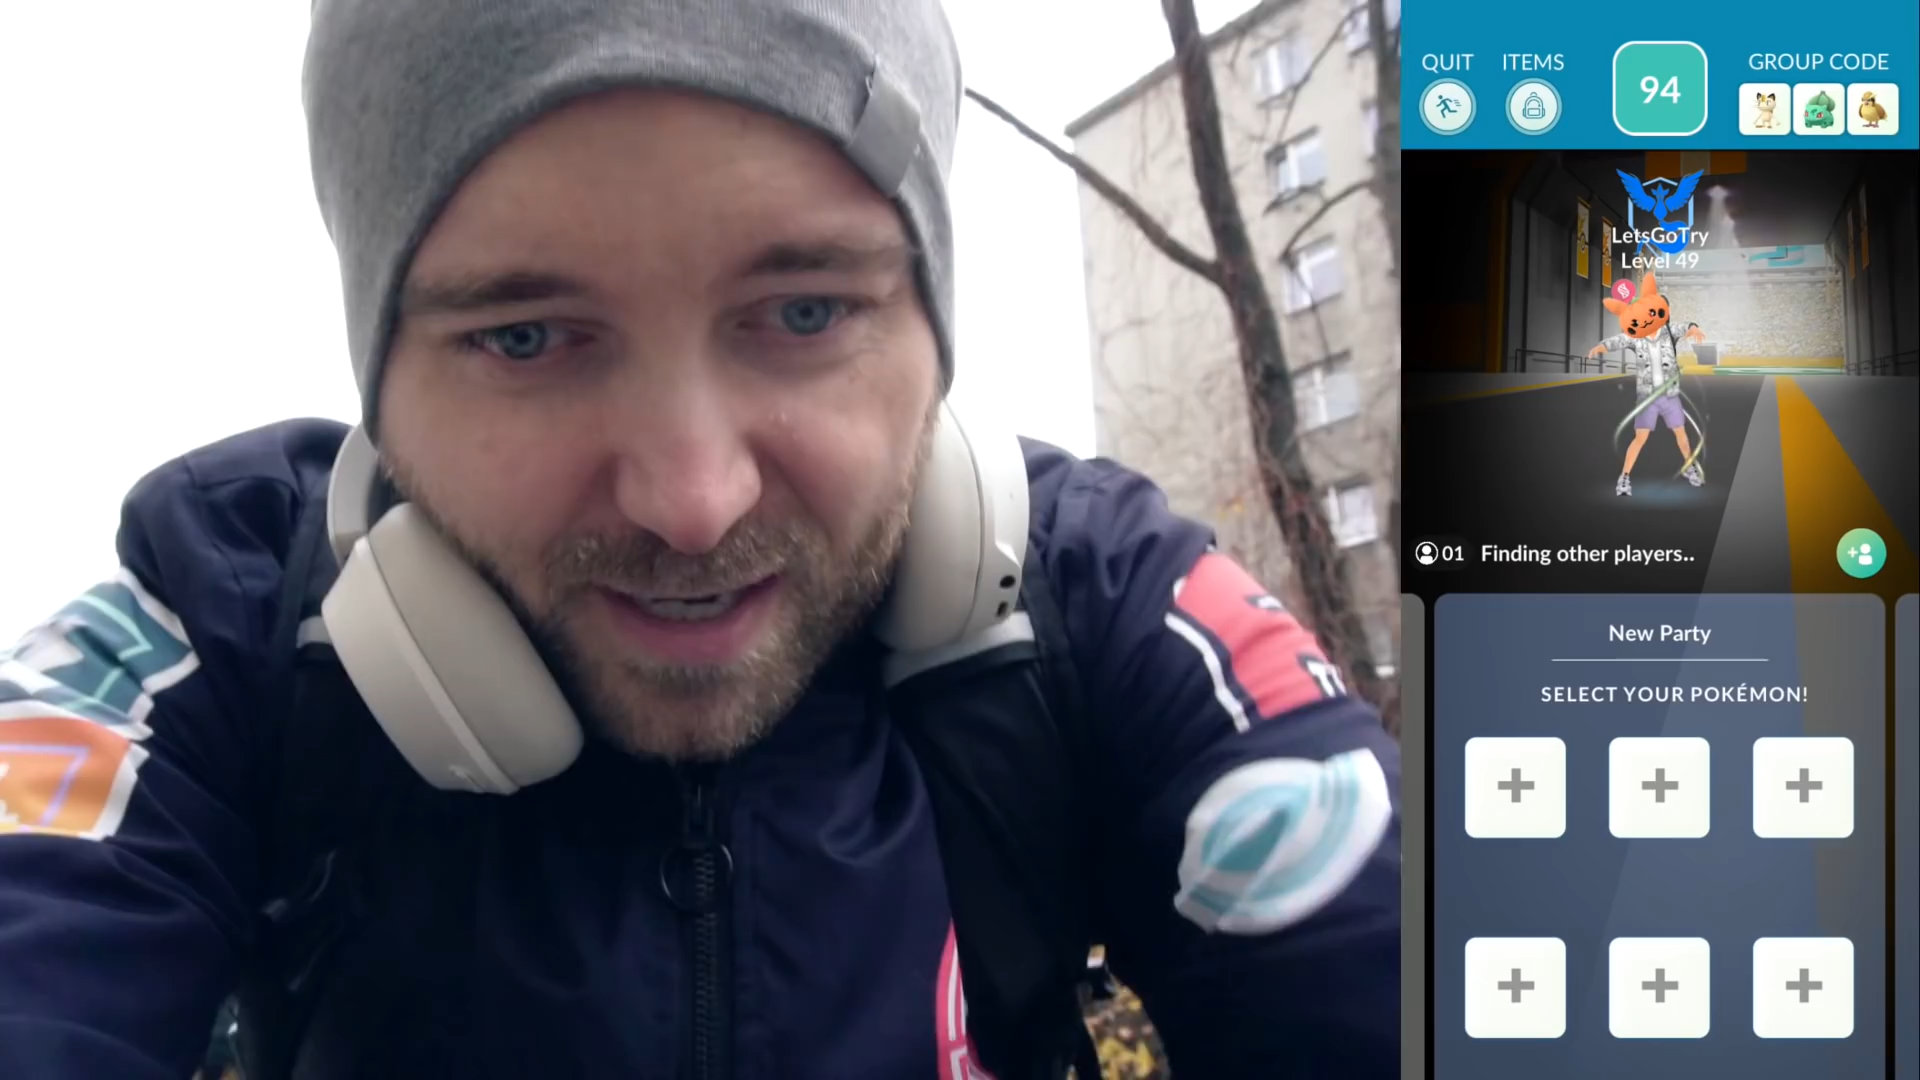 QUIT
ITEMS
94
GROUP CODE
LetsGoTry
Level 49
01
Finding other players..
New Party
SELECT YOUR POKÉMON!